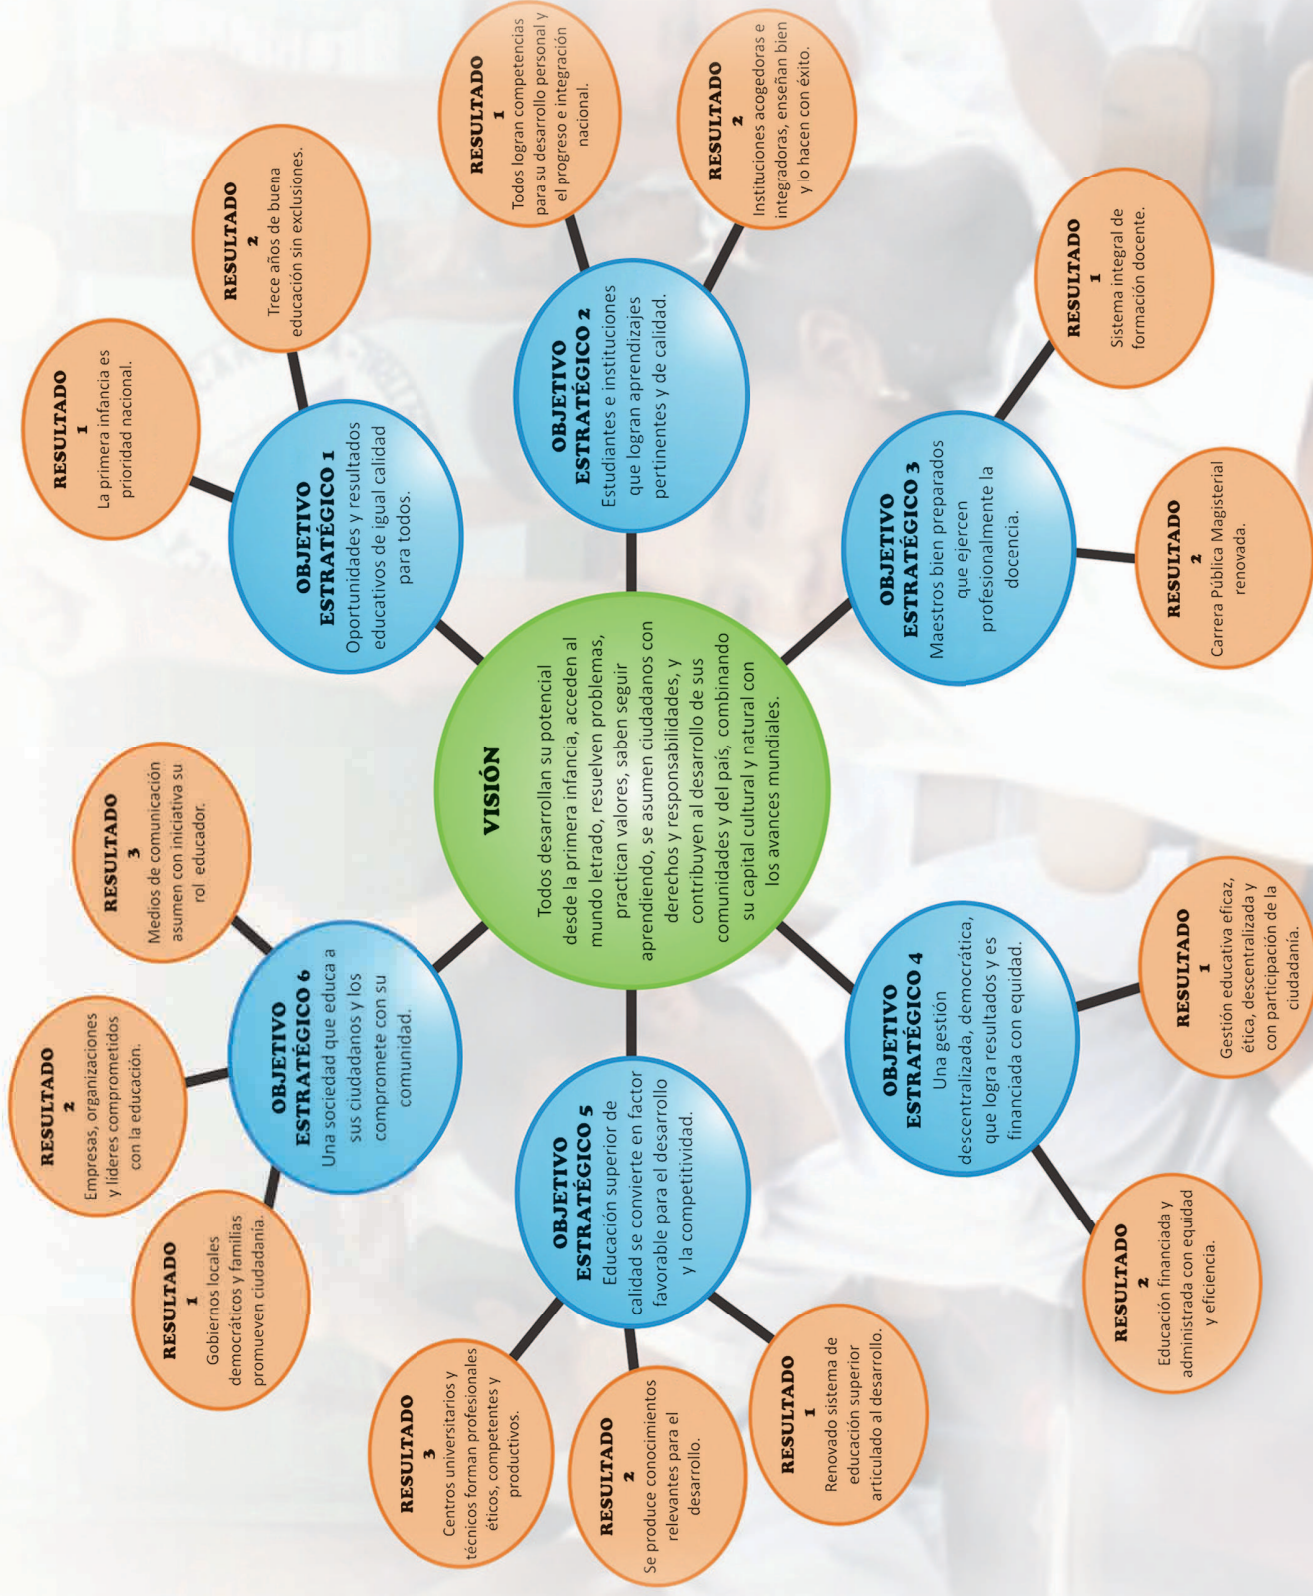 VISIÓN
Todos desarrollan su potencial
desde la primera infancia, acceden al
mundo letrado, resuelven problemas,
practican valores, saben seguir
aprendiendo, se asumen ciudadanos con
derechos y responsabilidades, y
contribuyen al desarrollo de sus
comunidades y del país, combinando
su capital cultural y natural con
los avances mundiales.
OBJETIVO
ESTRATÉGICO 1
Oportunidades y resultados
educativos de igual calidad
para todos.
RESULTADO
1
La primera infancia es
prioridad nacional.
RESULTADO
2
Trece años de buena
educación sin exclusiones.
OBJETIVO
ESTRATÉGICO 2
Estudiantes e instituciones
que logran aprendizajes
pertinentes y de calidad.
RESULTADO
1
Todos logran competencias
para su desarrollo personal y
el progreso e integración
nacional.
RESULTADO
2
Instituciones acogedoras e
integradoras, enseñan bien
y lo hacen con éxito.
OBJETIVO
ESTRATÉGICO 3
Maestros bien preparados
que ejercen
profesionalmente la
docencia.
RESULTADO
1
Sistema integral de
formación docente.
RESULTADO
2
Carrera Pública Magisterial
renovada.
OBJETIVO
ESTRATÉGICO 4
Una gestión
descentralizada, democrática,
que logra resultados y es
financiada con equidad.
RESULTADO
1
Gestión educativa eficaz,
ética, descentralizada y
con participación de la
ciudadanía.
RESULTADO
2
Educación financiada y
administrada con equidad
y eficiencia.
OBJETIVO
ESTRATÉGICO 5
Educación superior de
calidad se convierte en factor
favorable para el desarrollo
y la competitividad.
RESULTADO
1
Renovado sistema de
educación superior
articulado al desarrollo.
RESULTADO
2
Se produce conocimientos
relevantes para el
desarrollo.
RESULTADO
3
Centros universitarios y
técnicos forman profesionales
éticos, competentes y
productivos.
OBJETIVO
ESTRATÉGICO 6
Una sociedad que educa a
sus ciudadanos y los
compromete con su
comunidad.
RESULTADO
1
Gobiernos locales
democráticos y familias
promueven ciudadanía.
RESULTADO
2
Empresas, organizaciones
y líderes comprometidos
con la educación.
RESULTADO
3
Medios de comunicación
asumen con iniciativa su
rol educador.